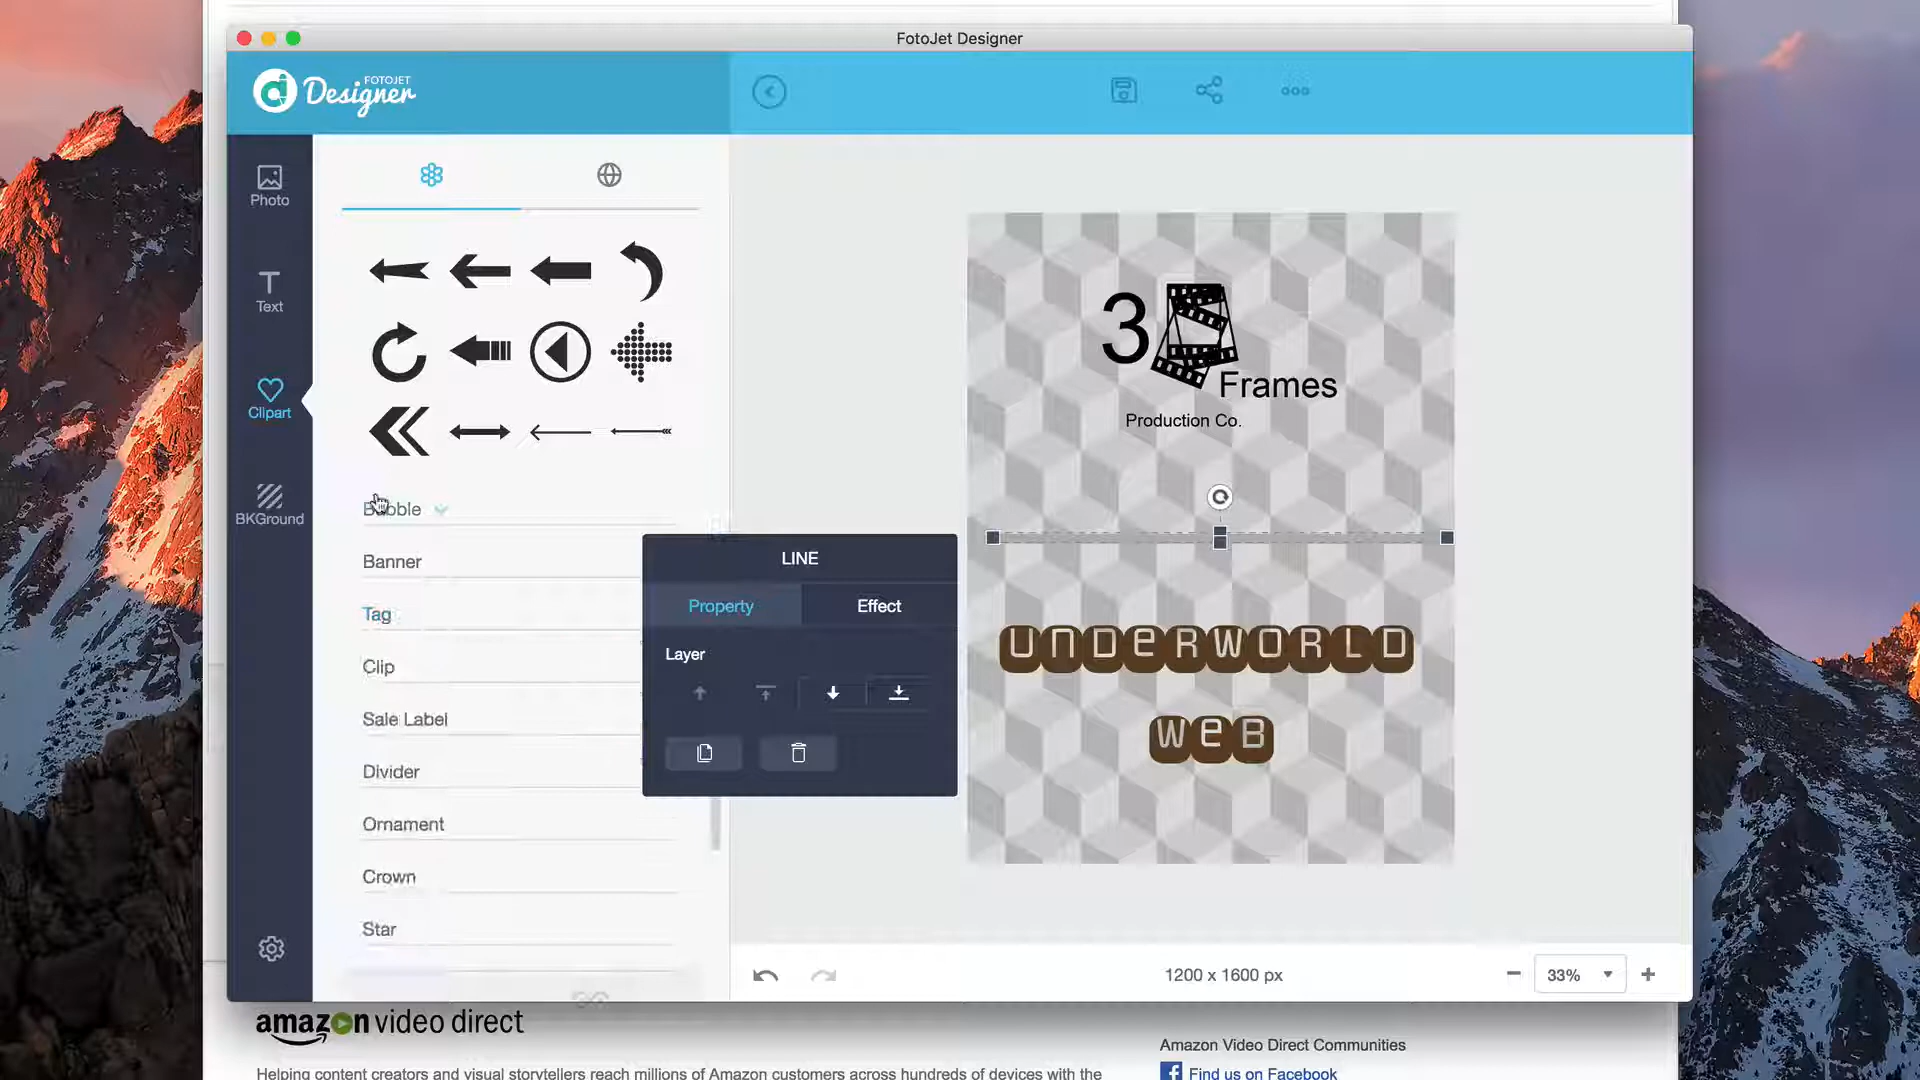 FotoJet Designer
FOTOJET
Designer
Photo
Text
Clipart
BKGround
Bubble
Banner
Tag
Clip
Sale Label
Divider
Ornament
Crown
Star
LINE
Property
Effect
Layer
3
Frames
Production Co.
UNDERWORLD
WEB
1200 x 1600 px
33%
amazon video direct
Helping content creators and visual storytellers reach millions of Amazon customers across hundreds of devices with the
Amazon Video Direct Communities
Find us on Facebook